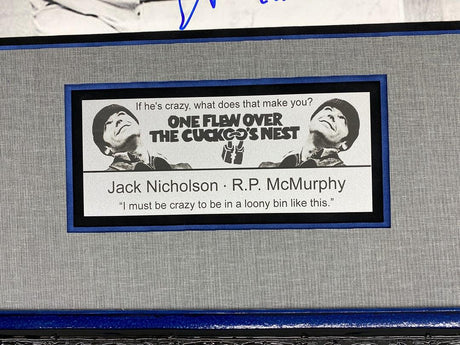 If he's crazy, what does that make you?
ONE FLEW OVER
THE CUCKOO'S NEST
Jack Nicholson · R.P. McMurphy
“I must be crazy to be in a loony bin like this.”